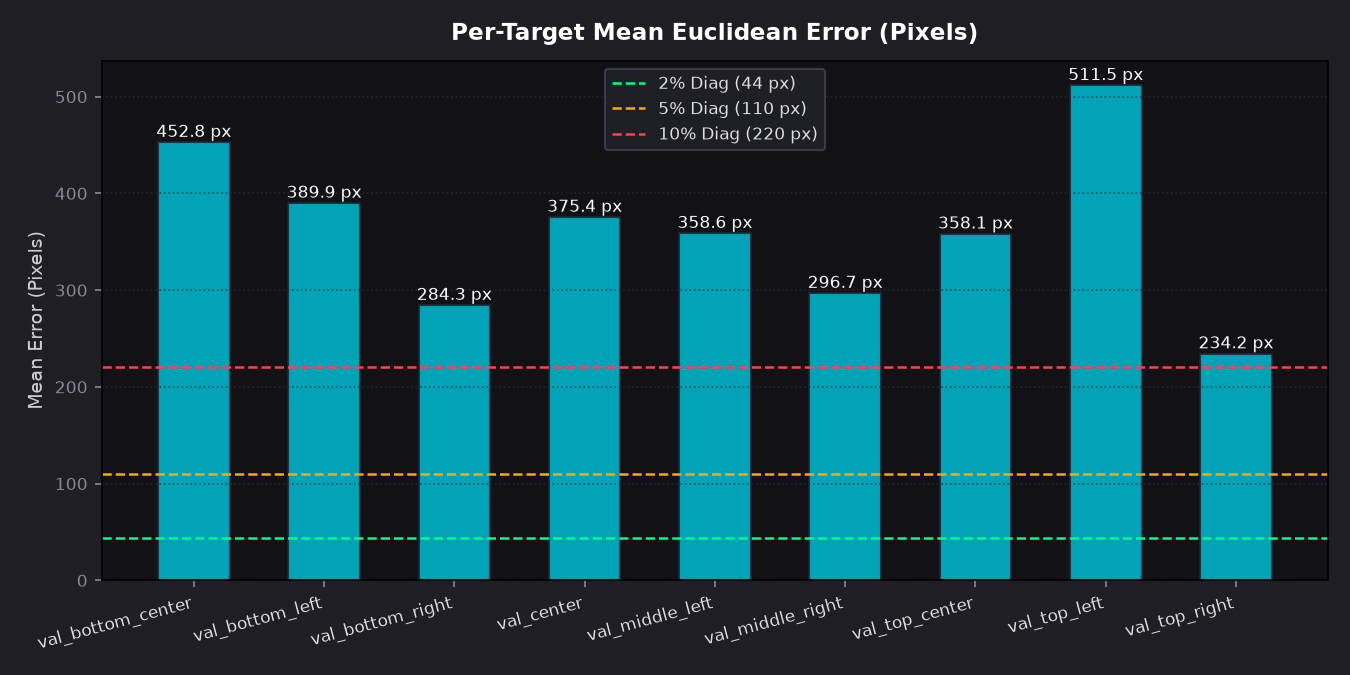 Per-Target Mean Euclidean Error (Pixels)
2% Diag (44 px)
5% Diag (110 px)
10% Diag (220 px)
Mean Error (Pixels)
500
400
300
200
100
0
452.8 px
389.9 px
284.3 px
375.4 px
358.6 px
296.7 px
358.1 px
511.5 px
234.2 px
val_bottom_center
val_bottom_left
val_bottom_right
val_center
val_middle_left
val_middle_right
val_top_center
val_top_left
val_top_right